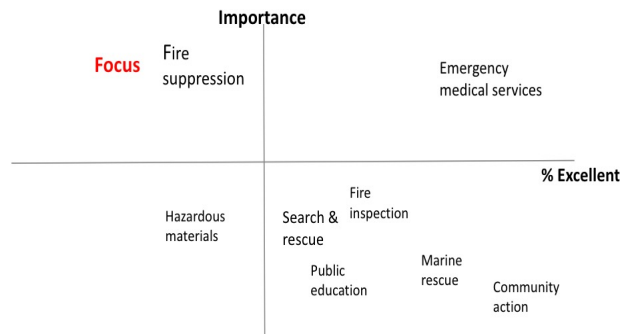 Importance
Focus
Fire
suppression
Emergency
medical services
% Excellent
Hazardous
materials
Search &
rescue
Fire
inspection
Public
education
Marine
rescue
Community
action